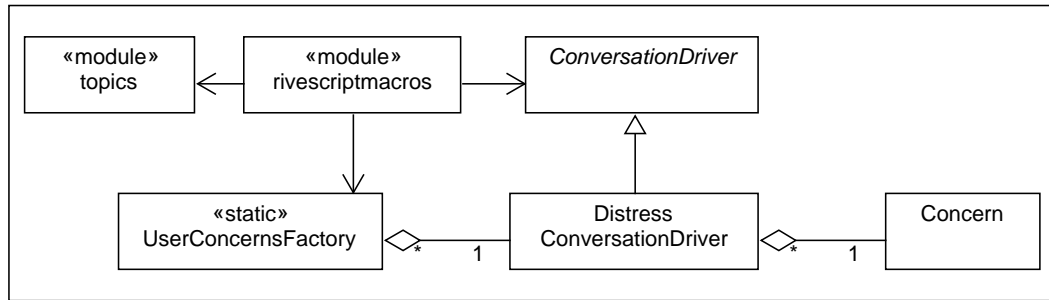 «module»
topics
«module»
rivescriptmacros
ConversationDriver
«static»
UserConcernsFactory
*
1
Distress
ConversationDriver
*
1
Concern